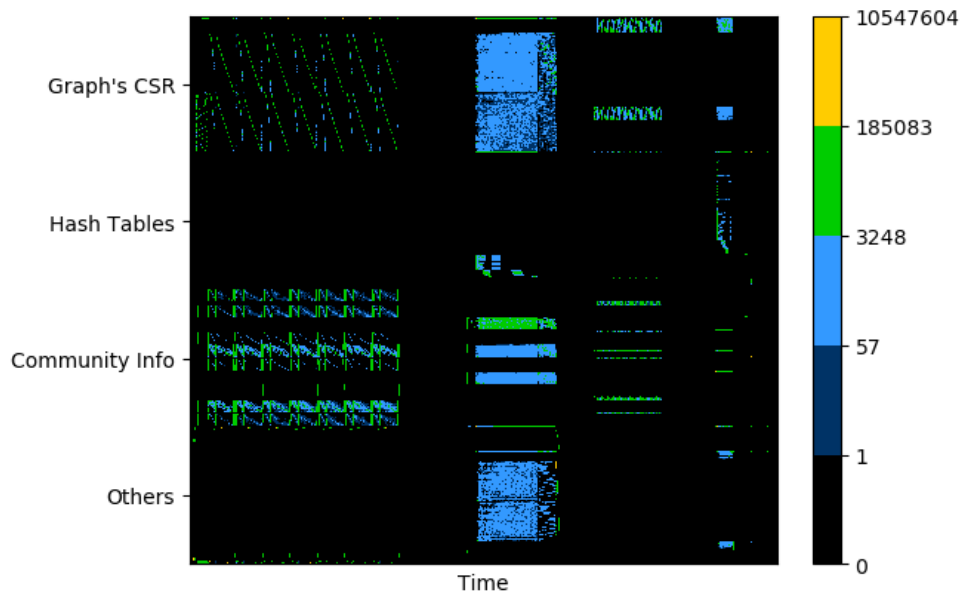 Graph's CSR
Hash Tables
Community Info
Others
Time
10547604
185083
3248
57
1
0